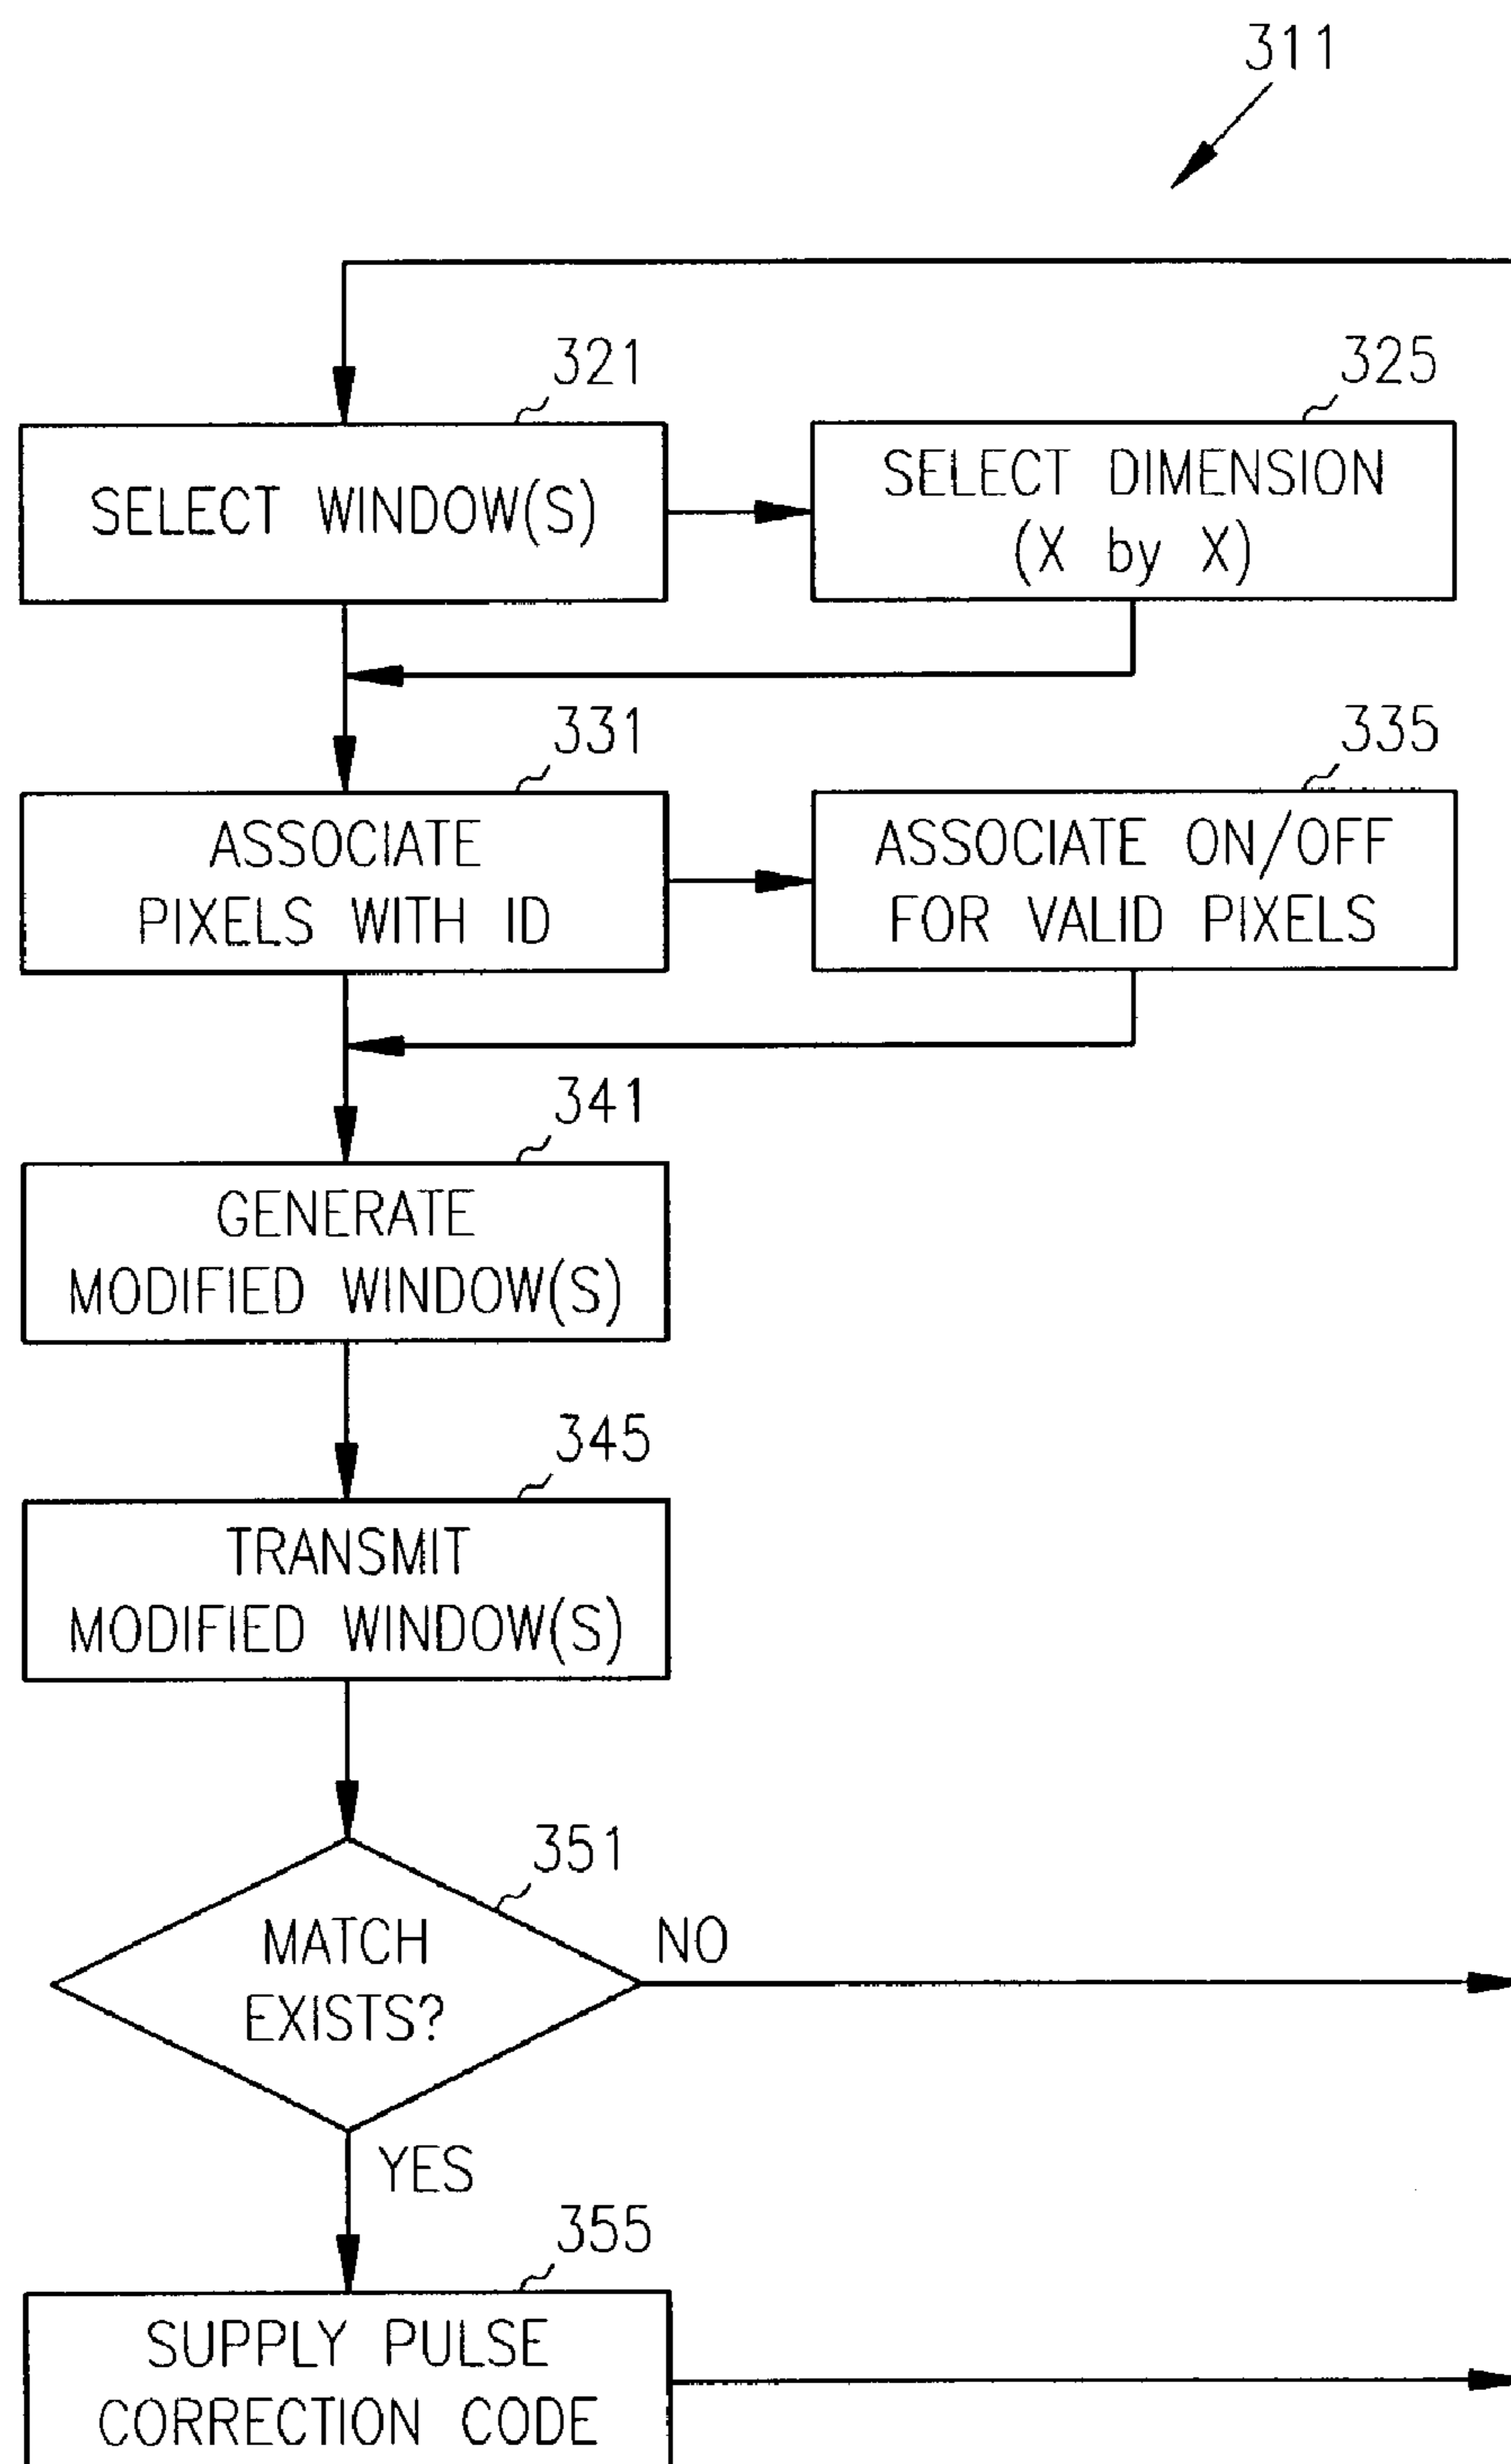 311
321
SELECT WINDOW(S)
325
SELECT DIMENSION
(X by X)
331
ASSOCIATE
PIXELS WITH ID
335
ASSOCIATE ON/OFF
FOR VALID PIXELS
341
GENERATE
MODIFIED WINDOW(S)
345
TRANSMIT
MODIFIED WINDOW(S)
351
MATCH
EXISTS?
NO
YES
355
SUPPLY PULSE
CORRECTION CODE